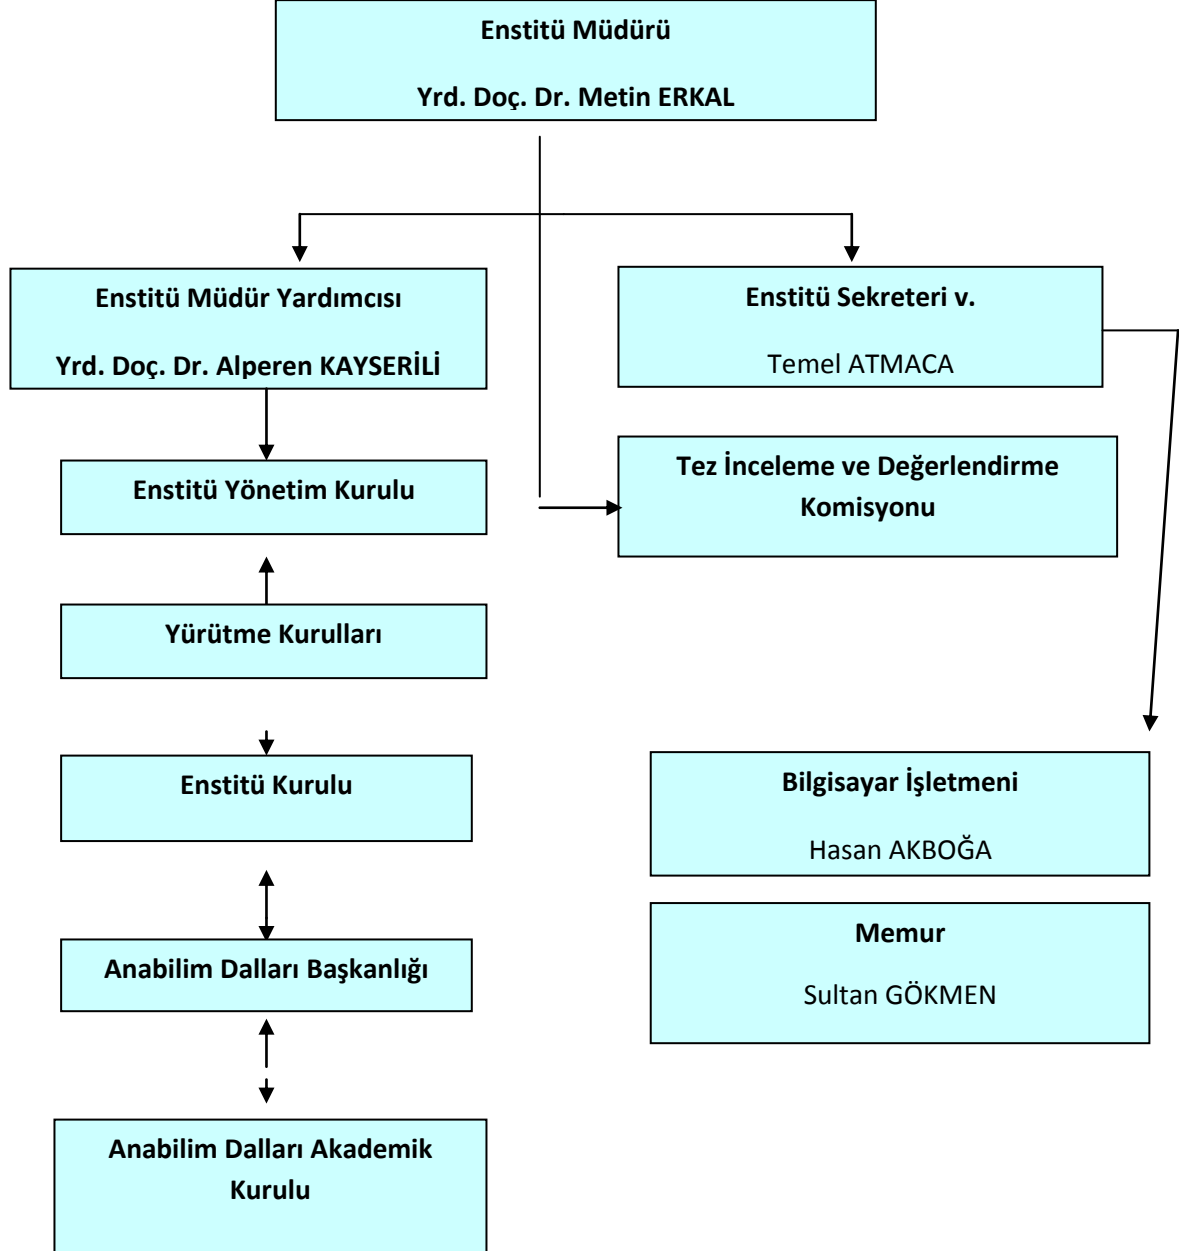 Enstitü Müdürü
Yrd. Doç. Dr. Metin ERKAL
Enstitü Müdür Yardımcısı
Yrd. Doç. Dr. Alperen KAYSERİLİ
Enstitü Sekreteri v.
Temel ATMACA
Enstitü Yönetim Kurulu
Tez İnceleme ve Değerlendirme
Komisyonu
Yürütme Kurulları
Enstitü Kurulu
Bilgisayar İşletmeni
Hasan AKBOĞA
Memur
Sultan GÖKMEN
Anabilim Dalları Başkanlığı
Anabilim Dalları Akademik
Kurulu